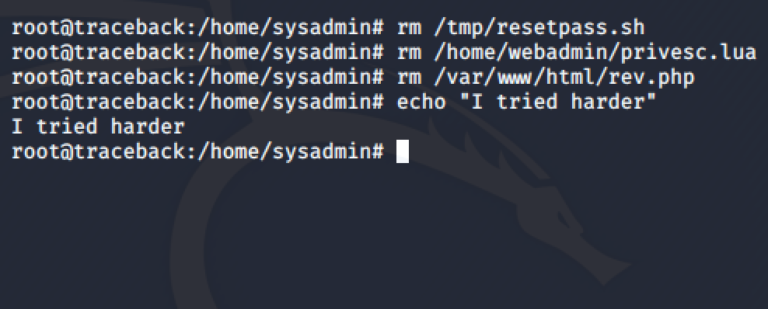 root@traceback:/home/sysadmin# rm /tmp/resetpass.sh
root@traceback:/home/sysadmin# rm /home/webadmin/privesc.lua
root@traceback:/home/sysadmin# rm /var/www/html/rev.php
root@traceback:/home/sysadmin# echo "I tried harder"
I tried harder
root@traceback:/home/sysadmin#